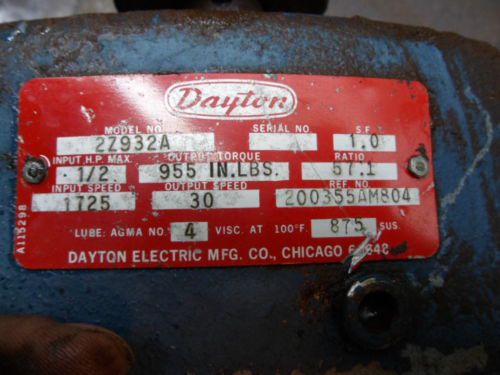 Dayton
MODEL NO. SERIAL NO. S.F.
2Z932A 1.0
INPUT H.P. MAX. OUTPUT TORQUE RATIO
1/2 955 IN.LBS. 57.1
INPUT SPEED OUTPUT SPEED REF. NO.
1725 30 200355AM804
LUBE: AGMA NO. 4 VISC. AT 100°F. 875 SUS
DAYTON ELECTRIC MFG. CO., CHICAGO
A115298